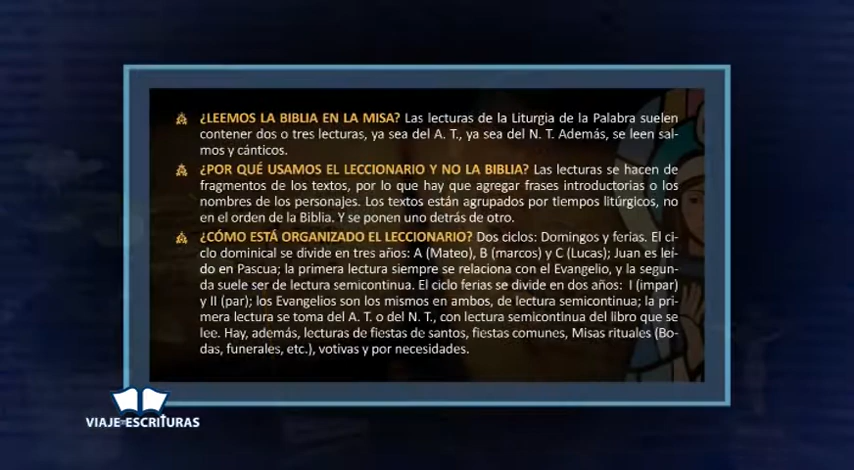 ¿LEEMOS LA BIBLIA EN LA MISA? Las lecturas de la Liturgia de la Palabra suelen
contener dos o tres lecturas, ya sea del A. T., ya sea del N. T. Además, se leen sal-
mos y cánticos.
¿POR QUÉ USAMOS EL LECCIONARIO Y NO LA BIBLIA? Las lecturas se hacen de
fragmentos de los textos, por lo que hay que agregar frases introductorias o los
nombres de los personajes. Los textos están agrupados por tiempos litúrgicos, no
en el orden de la Biblia. Y se ponen uno detrás de otro.
¿CÓMO ESTÁ ORGANIZADO EL LECCIONARIO? Dos ciclos: Domingos y ferias. El ci-
clo dominical se divide en tres años: A (Mateo), B (marcos) y C (Lucas); Juan es leí-
do en Pascua; la primera lectura siempre se relaciona con el Evangelio, y la segun-
da suele ser de lectura semicontinua. El ciclo ferias se divide en dos años: I (impar)
y II (par); los Evangelios son los mismos en ambos, de lectura semicontinua; la pri-
mera lectura se toma del A. T. o del N. T., con lectura semicontinua del libro que se
lee. Hay, además, lecturas de fiestas de santos, fiestas comunes, Misas rituales (Bo-
das, funerales, etc.), votivas y por necesidades.
VIAJE ESCRITURAS